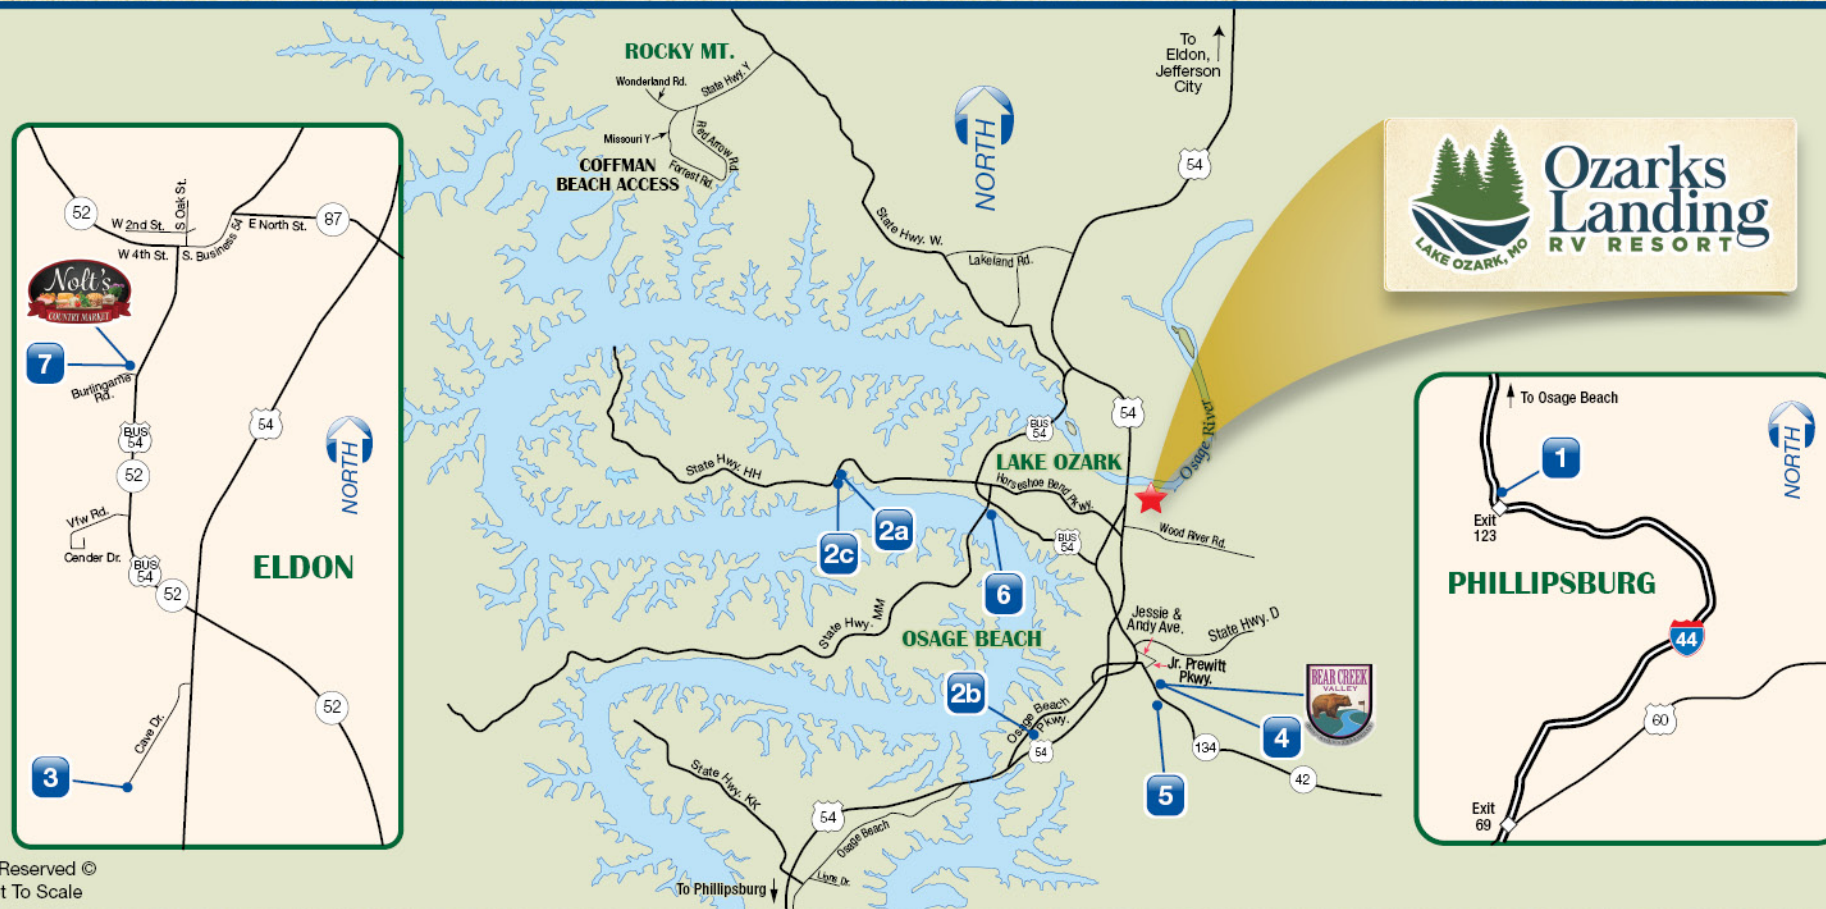 ROCKY MT.
Wonderland Rd.
State Hwy. Y
Missouri Y
Red Arrow Rd.
Forrest Rd.
COFFMAN
BEACH ACCESS
NORTH
To
Eldon,
Jefferson
City
54
State Hwy. W.
Lakeland Rd.
Ozarks
Landing
RV RESORT
LAKE OZARK, MO
52
W 2nd St.
S. Oak St.
E North St.
87
W 4th St.
S. Business 54
Nolt's
COUNTRY MARKET
7
Burlingame
Rd.
BUS
54
52
54
NORTH
Vfw Rd.
Cender Dr.
BUS
54
52
ELDON
52
Cave Dr.
3
BUS
54
54
Osage River
LAKE OZARK
State Hwy. HH
Horseshoe Bend Pkwy.
2a
2c
BUS
54
Wood River Rd.
6
State Hwy. MM
OSAGE BEACH
Jessie &
Andy Ave.
State Hwy. D
Jr. Prewitt
Pkwy.
2b
Osage Beach
Pkwy.
54
BEAR CREEK
VALLEY
4
5
134
42
State Hwy. KK
54
Osage Beach
Lions Dr.
To Phillipsburg
To Osage Beach
1
NORTH
Exit
123
PHILLIPSBURG
44
60
Exit
69
Reserved ©
t To Scale